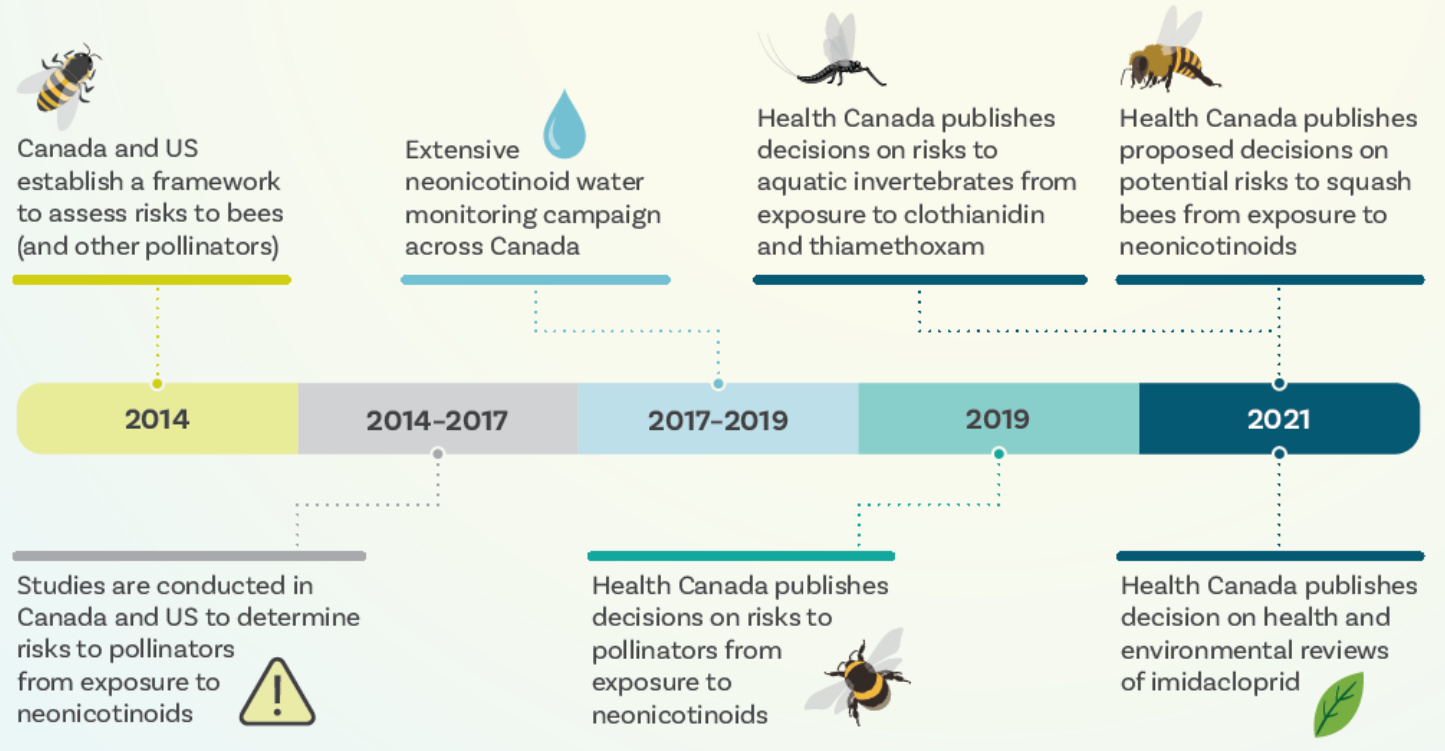 Canada and US
establish a framework
to assess risks to bees
(and other pollinators)
Extensive
neonicotinoid water
monitoring campaign
across Canada
Health Canada publishes
decisions on risks to
aquatic invertebrates from
exposure to clothianidin
and thiamethoxam
Health Canada publishes
proposed decisions on
potential risks to squash
bees from exposure to
neonicotinoids
2014
2014–2017
2017–2019
2019
2021
Studies are conducted in
Canada and US to determine
risks to pollinators
from exposure to
neonicotinoids
Health Canada publishes
decisions on risks to
pollinators from
exposure to
neonicotinoids
Health Canada publishes
decision on health and
environmental reviews
of imidacloprid